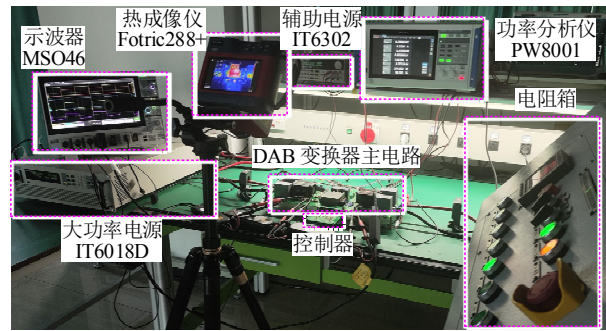 示波器
MSO46
热成像仪
Fotric288+
辅助电源
IT6302
功率分析仪
PW8001
电阻箱
DAB 变换器主电路
大功率电源
IT6018D
控制器